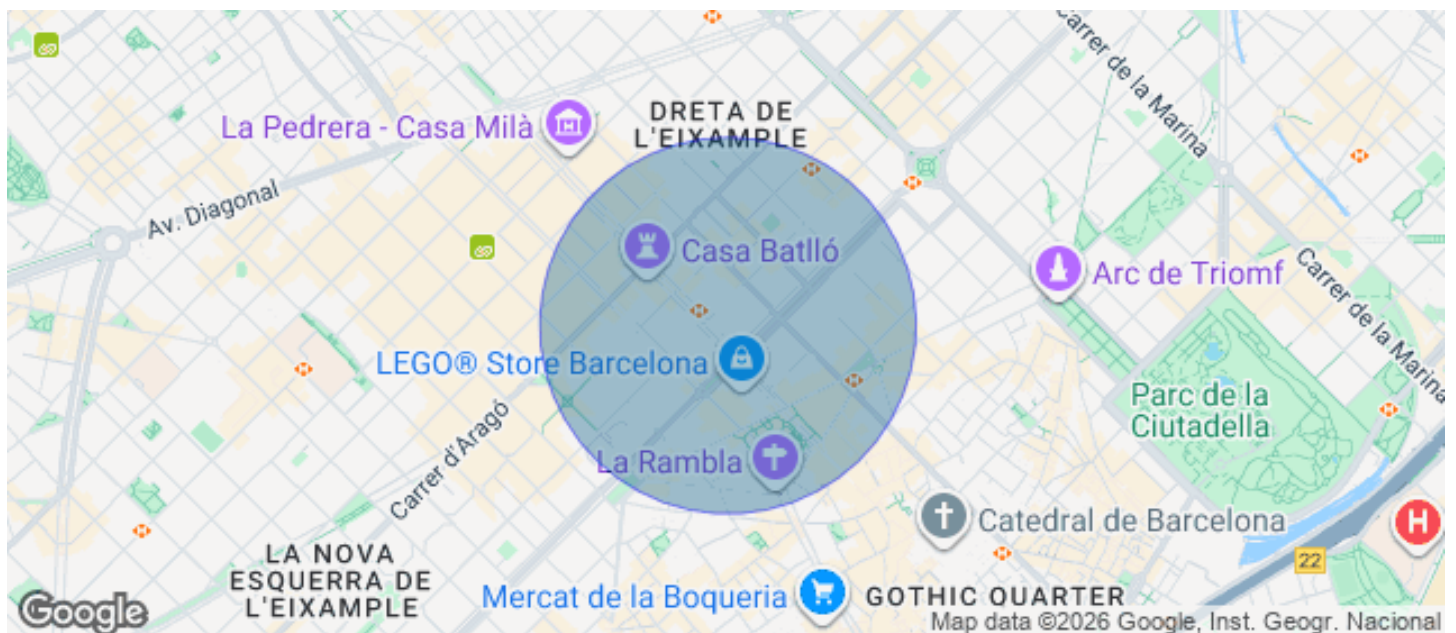 DRETA DE
L'EIXAMPLE
Carrer de la Marina
La Pedrera - Casa Milà
Av. Diagonal
Casa Batlló
Arc de Triomf
Carrer de la Marina
LEGO® Store Barcelona
Carrer d'Aragó
Parc de la
Ciutadella
La Rambla
Catedral de Barcelona
H
22
LA NOVA
ESQUERRA DE
L'EIXAMPLE
Mercat de la Boqueria
GOTHIC QUARTER
Google
Map data ©2026 Google, Inst. Geogr. Nacional